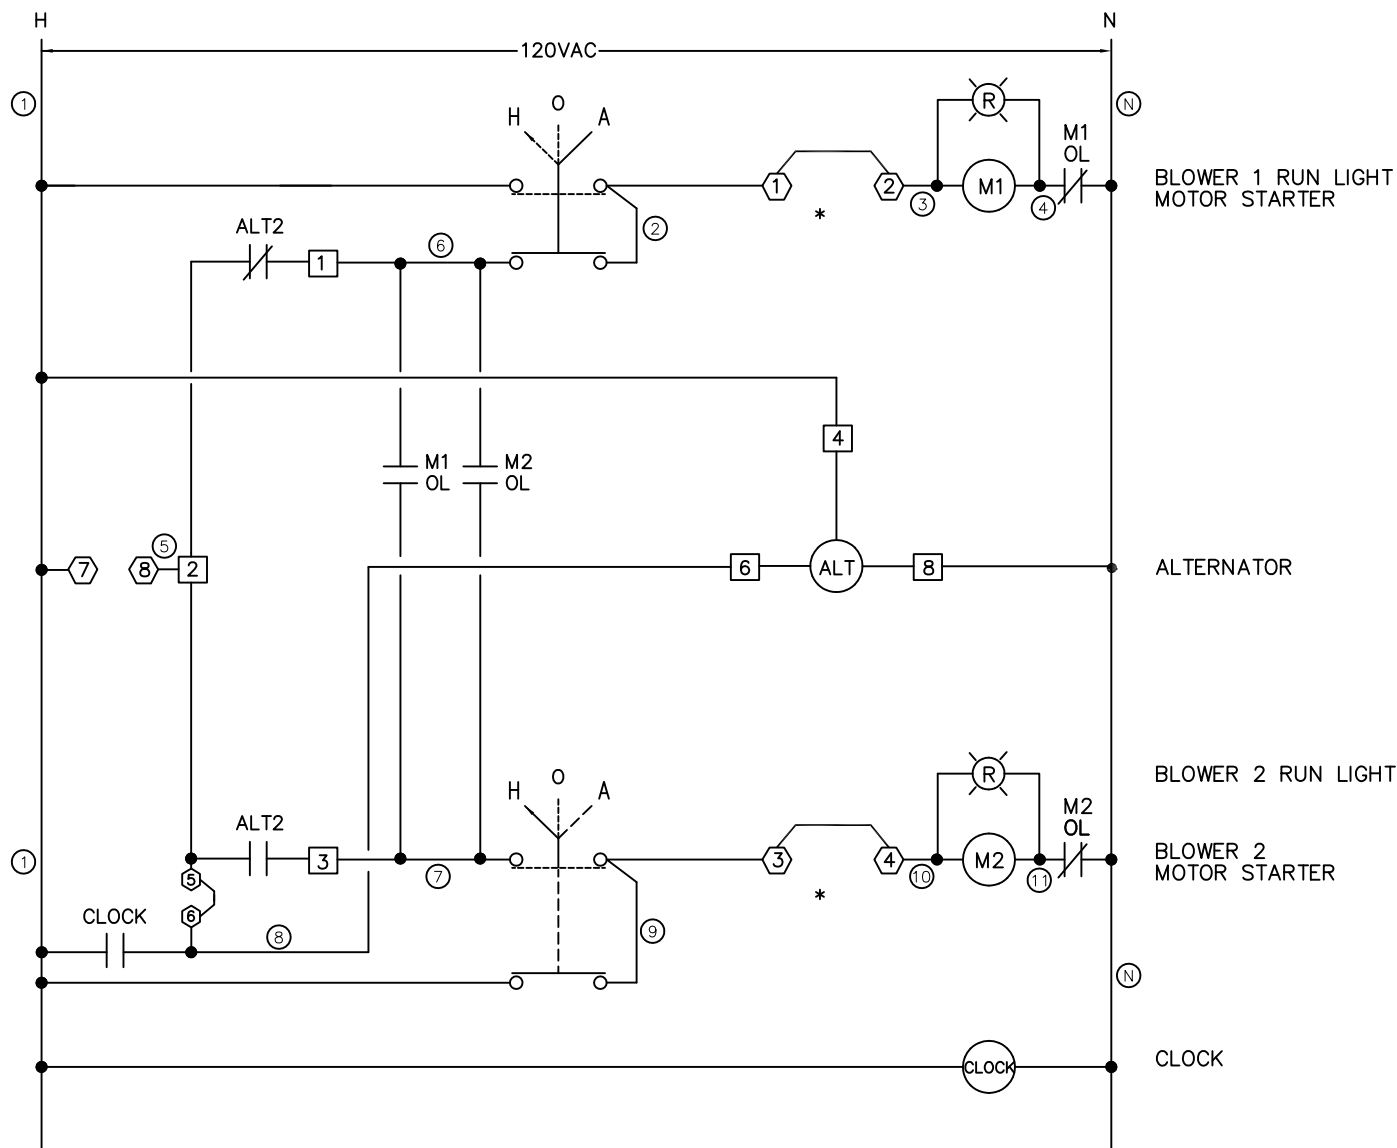 H
N
120VAC
1
N
H
O
A
R
M1
OL
1
2
M1
BLOWER 1 RUN LIGHT
MOTOR STARTER
*
3
4
2
ALT2
1
6
4
M1
OL
M2
OL
7
8
5
2
6
ALT
8
ALTERNATOR
H
O
A
R
BLOWER 2 RUN LIGHT
M2
OL
ALT2
3
7
3
4
M2
BLOWER 2
MOTOR STARTER
1
*
10
11
5
6
CLOCK
8
9
N
CLOCK
CLOCK